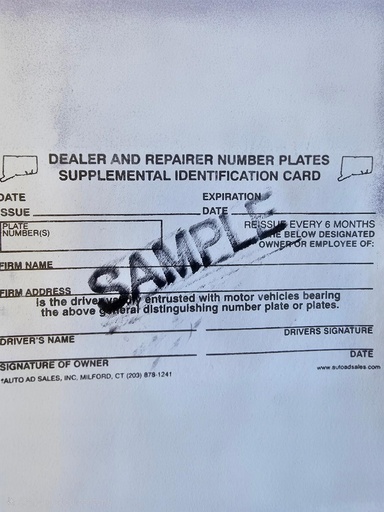 DEALER AND REPAIRER NUMBER PLATES
SUPPLEMENTAL IDENTIFICATION CARD
DATE
ISSUE
EXPIRATION
DATE
PLATE
NUMBER(S)
REISSUE EVERY 6 MONTHS
BELOW DESIGNATED
OWNER OR EMPLOYEE OF:
SAMPLE
FIRM NAME
FIRM ADDRESS
is the driver entrusted with motor vehicles bearing
the above general distinguishing number plate or plates.
DRIVERS SIGNATURE
DRIVER'S NAME
DATE
SIGNATURE OF OWNER
www.autoadsales.com
*AUTO AD SALES, INC. MILFORD, CT (203) 878-1241